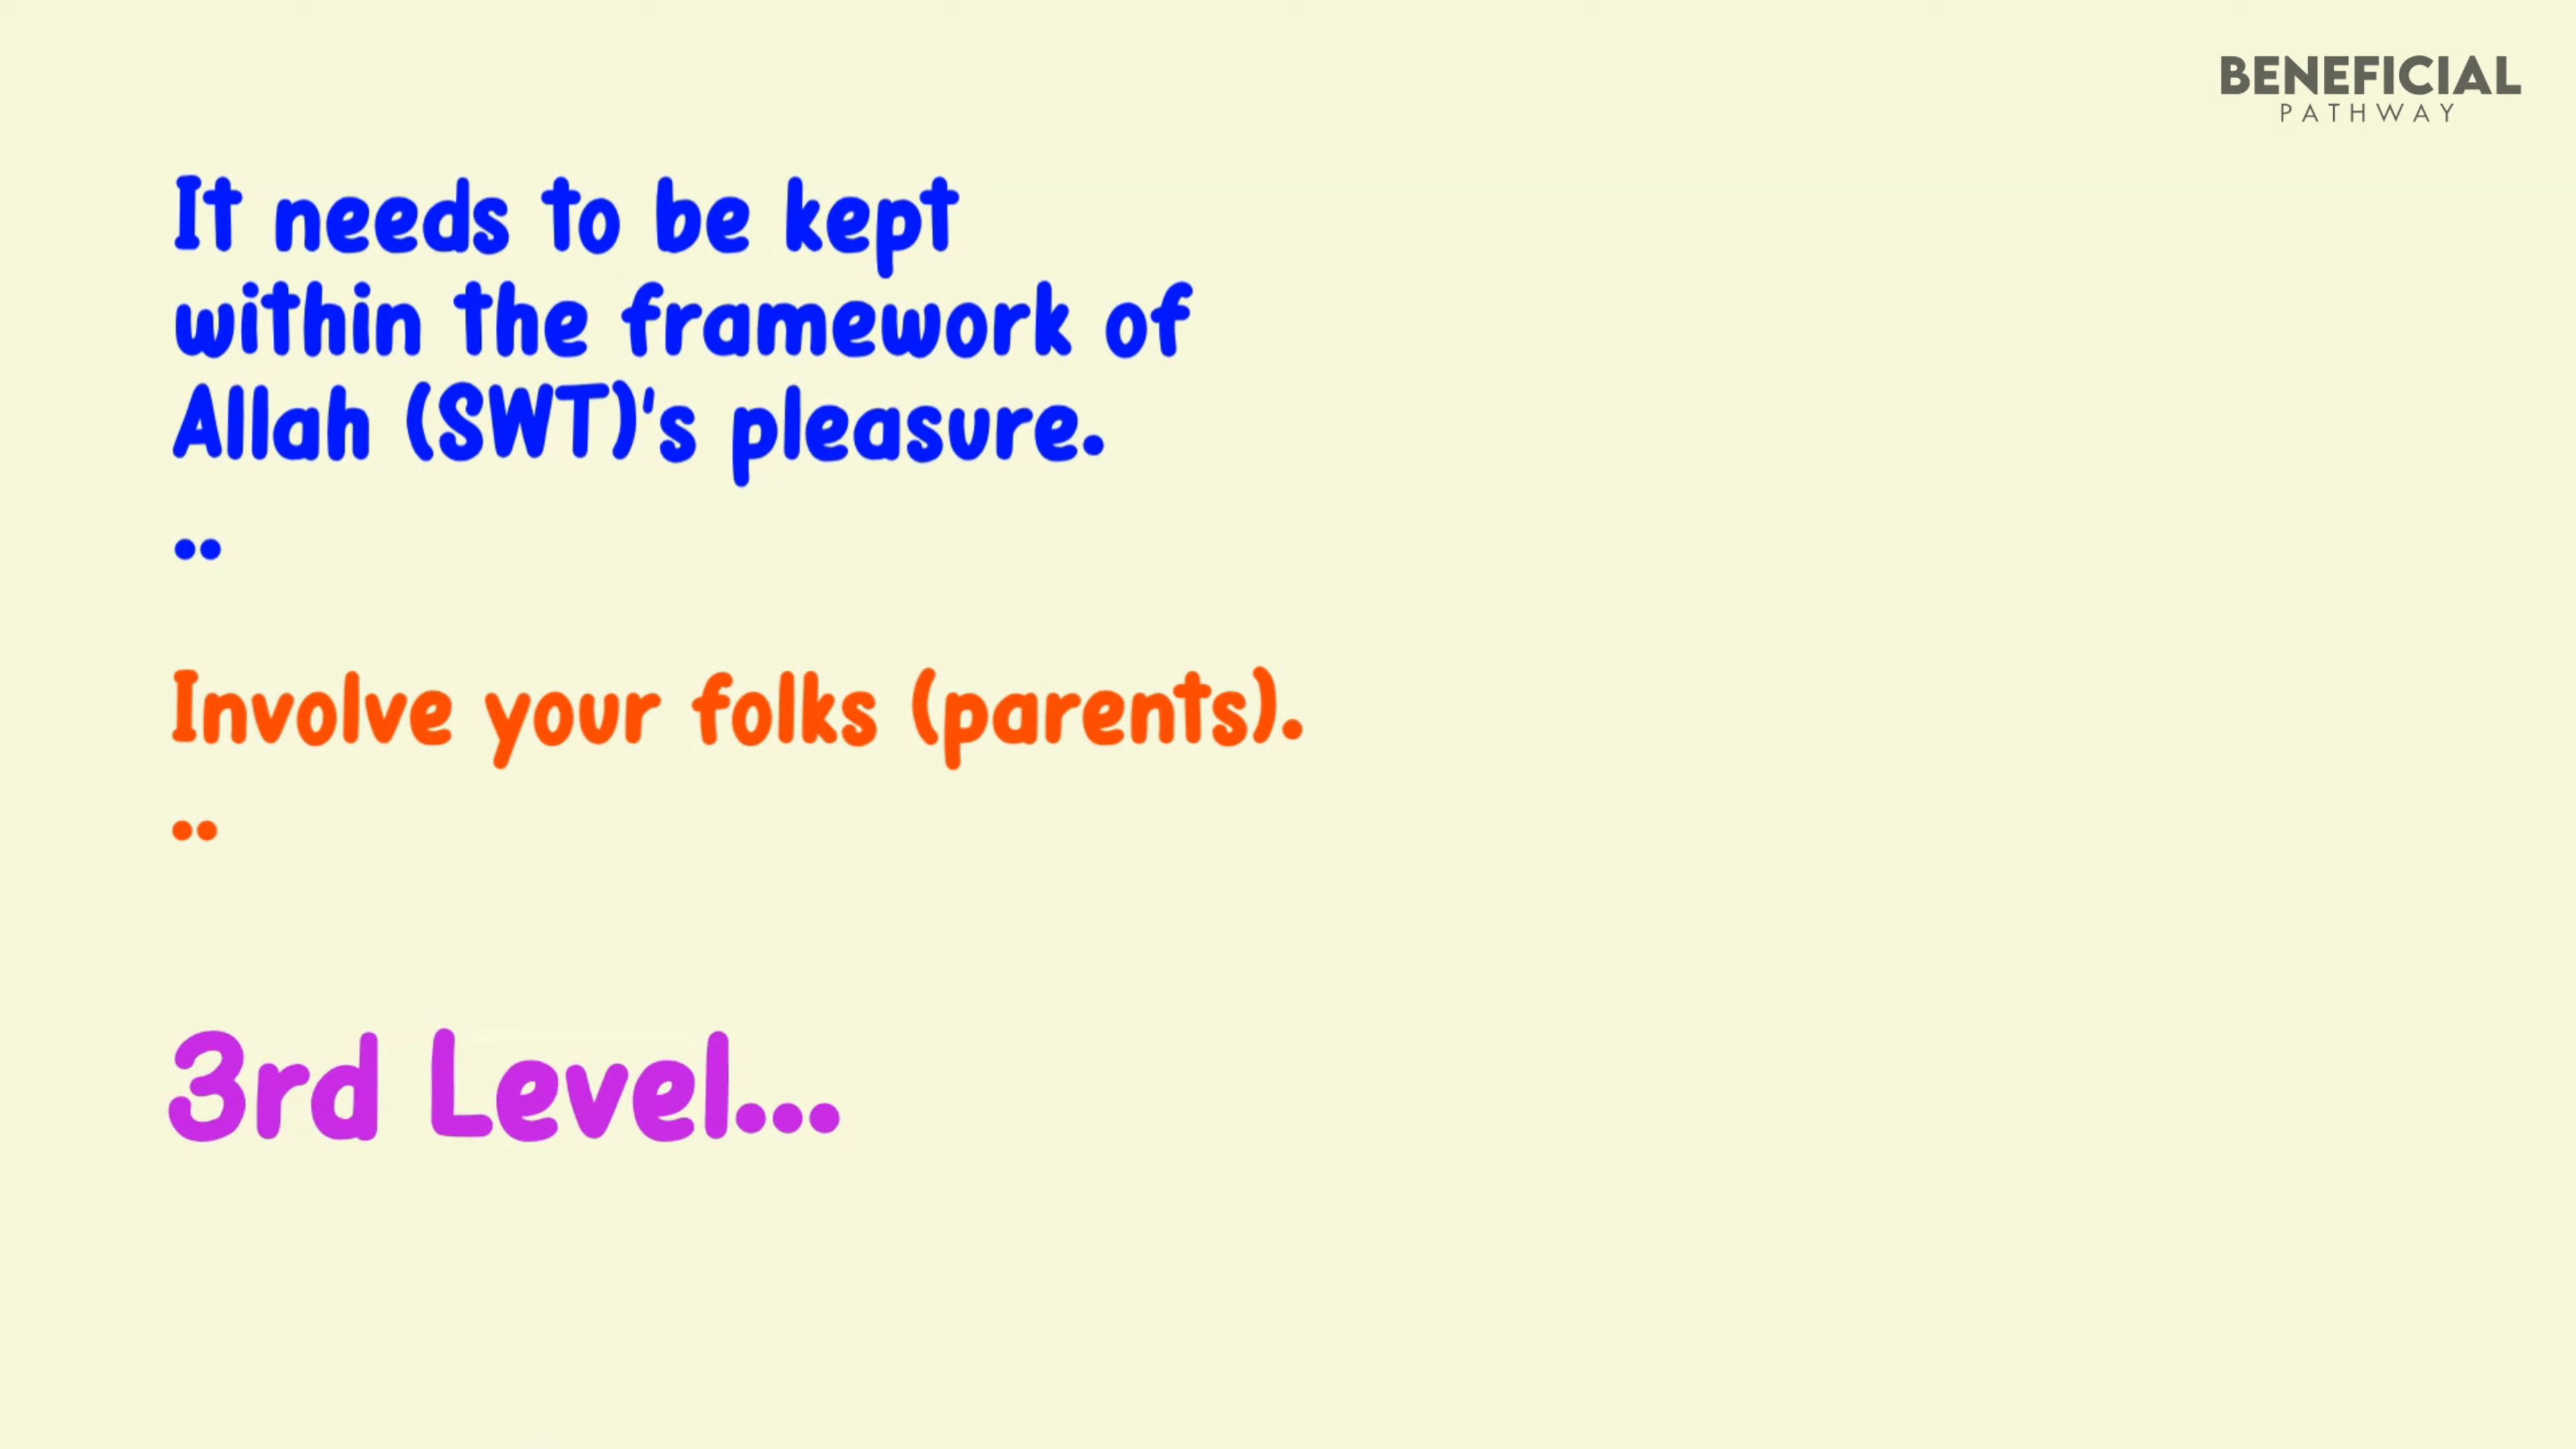 BENEFICIAL
PATHWAY
It needs to be kept
within the framework of
Allah (SWT)'s pleasure.
..
Involve your folks (parents).
..
3rd Level...